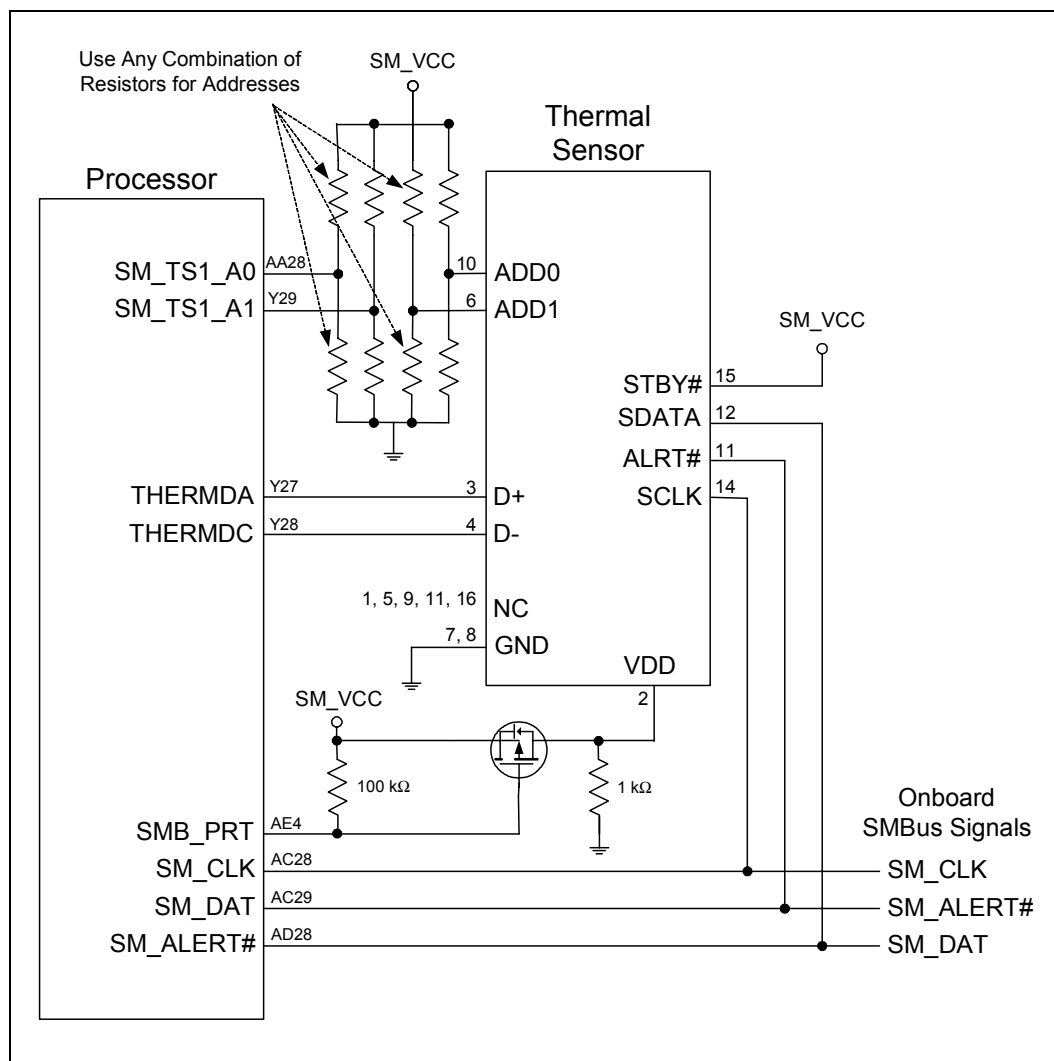 Use Any Combination of
Resistors for Addresses
SM_VCC
Thermal
Sensor
Processor
SM_TS1_A0
AA28
SM_TS1_A1
Y29
10
ADD0
6
ADD1
SM_VCC
STBY#
15
SDATA
12
ALRT#
11
SCLK
14
THERMDA
Y27
3
D+
THERMDC
Y28
4
D-
1, 5, 9, 11, 16
NC
7, 8
GND
VDD
2
SM_VCC
100 kΩ
1 kΩ
Onboard
SMBus Signals
SMB_PRT
AE4
SM_CLK
AC28
SM_CLK
SM_DAT
AC29
SM_ALERT#
SM_ALERT#
AD28
SM_DAT